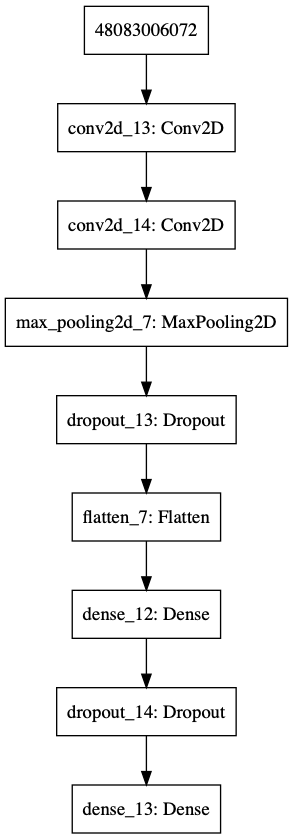 48083006072
conv2d_13: Conv2D
conv2d_14: Conv2D
max_pooling2d_7: MaxPooling2D
dropout_13: Dropout
flatten_7: Flatten
dense_12: Dense
dropout_14: Dropout
dense_13: Dense